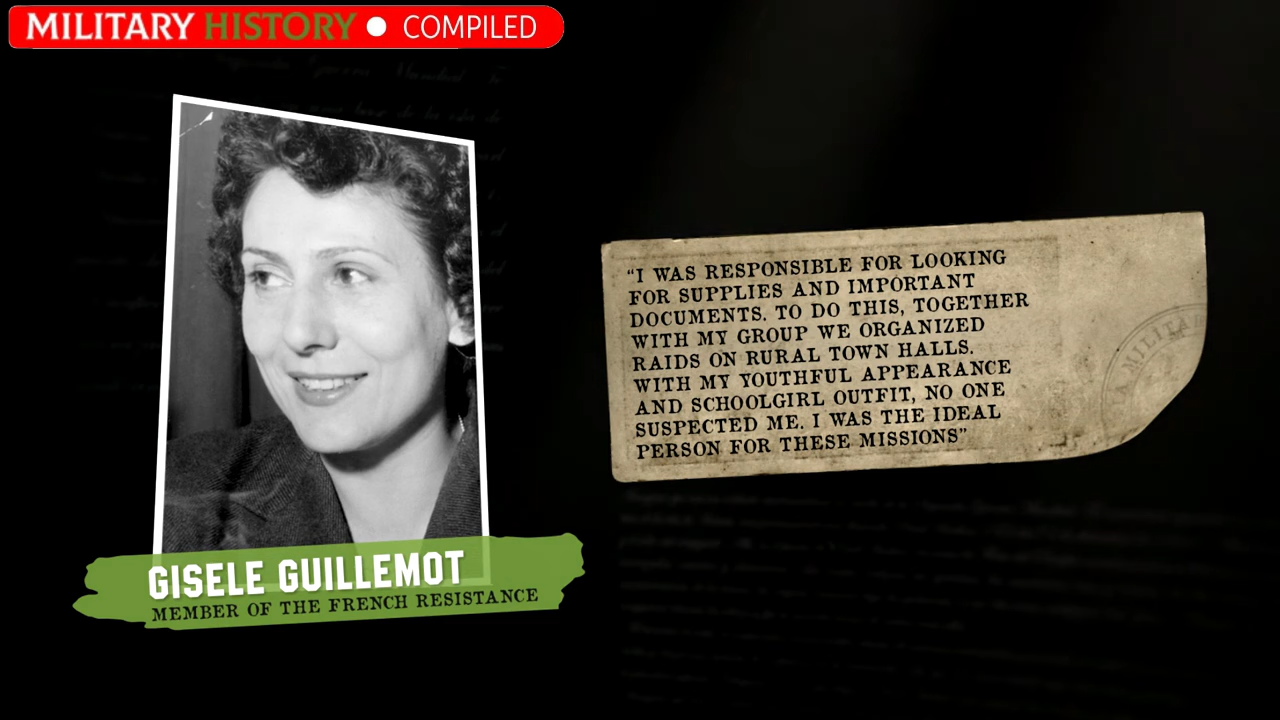 MILITARY HISTORY COMPILED
"I WAS RESPONSIBLE FOR LOOKING
FOR SUPPLIES AND IMPORTANT
DOCUMENTS. TO DO THIS, TOGETHER
WITH MY GROUP WE ORGANIZED
RAIDS ON RURAL TOWN HALLS.
WITH MY YOUTHFUL APPEARANCE
AND SCHOOLGIRL OUTFIT, NO ONE
SUSPECTED ME. I WAS THE IDEAL
PERSON FOR THESE MISSIONS"
GISELE GUILLEMOT
MEMBER OF THE FRENCH RESISTANCE